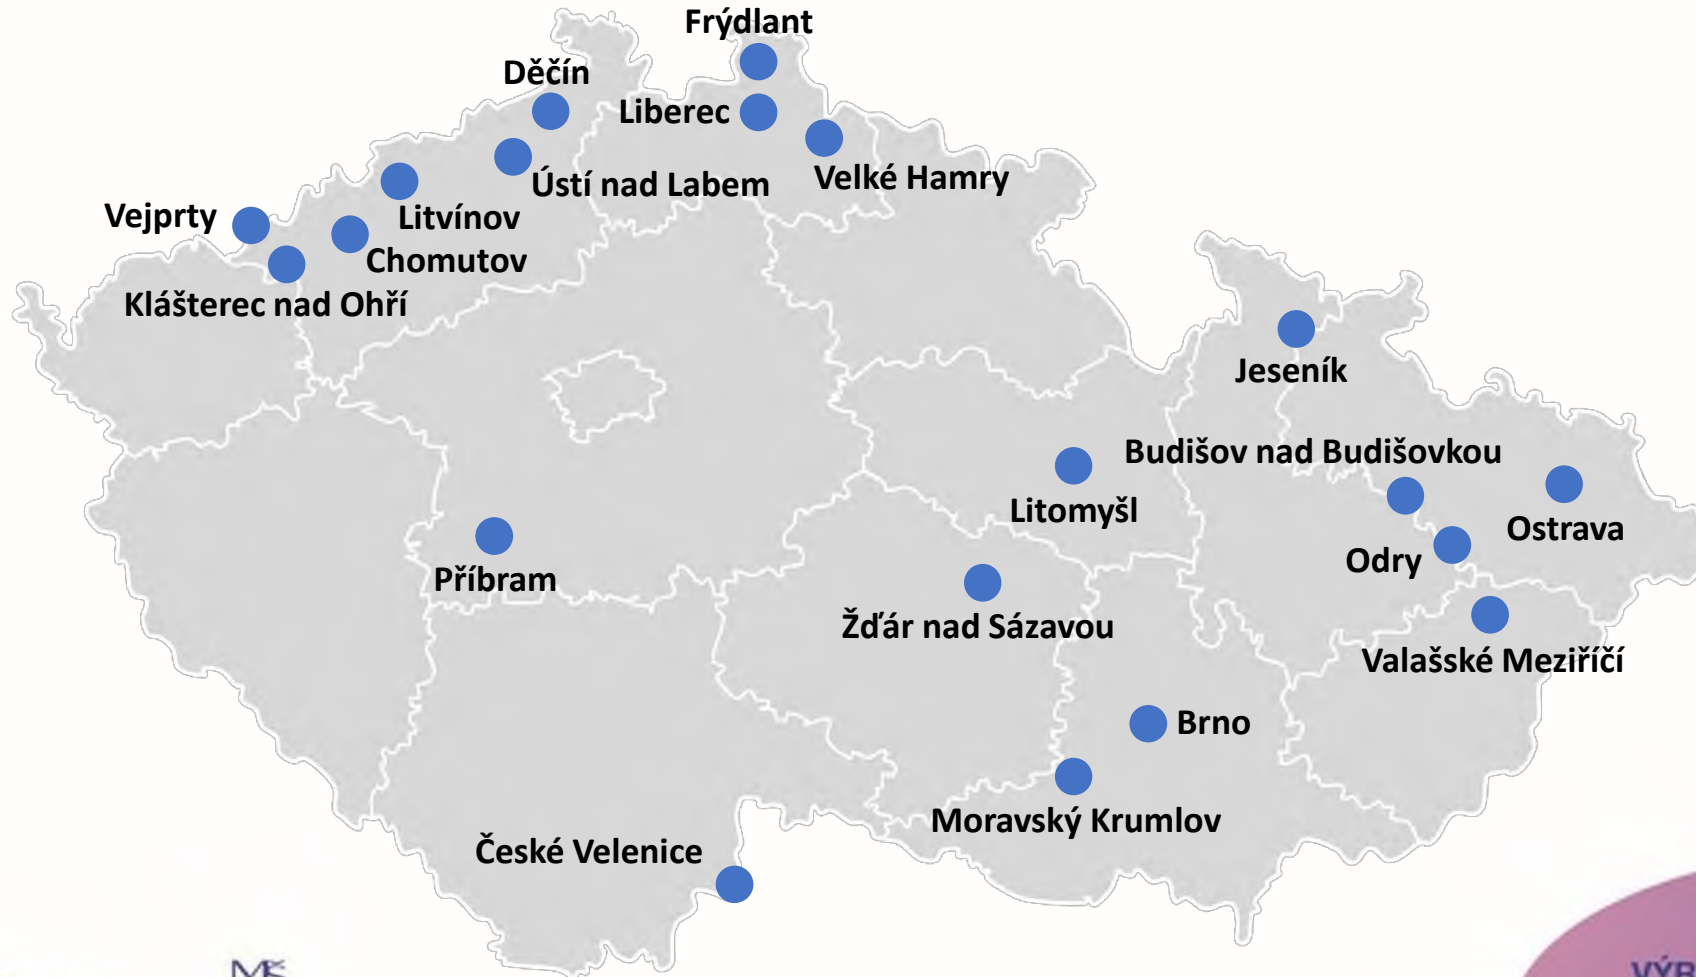 Frýdlant
Děčín
Liberec
Ústí nad Labem
Velké Hamry
Vejprty
Litvínov
Chomutov
Klášterec nad Ohří
Jeseník
Budišov nad Budišovkou
Litomyšl
Ostrava
Odry
Příbram
Žďár nad Sázavou
Valašské Meziříčí
Brno
Moravský Krumlov
České Velenice